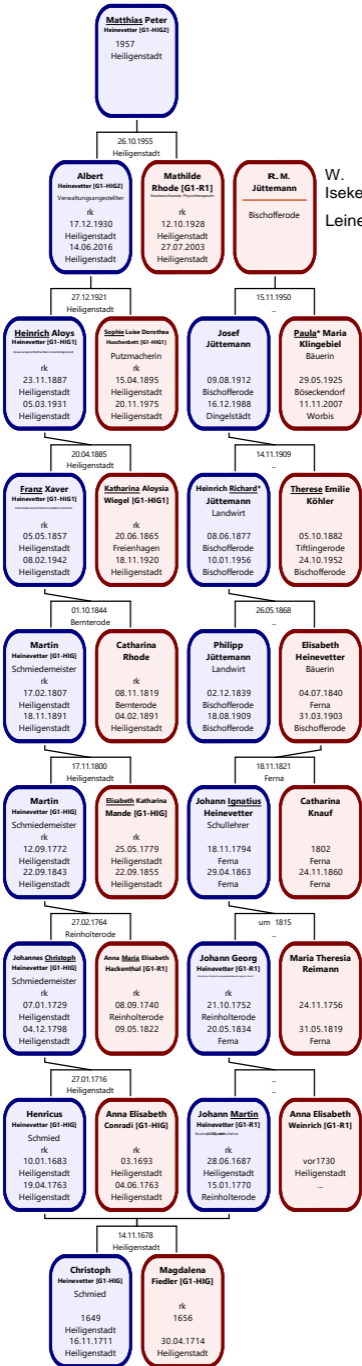 Matthias Peter
Heinevetter [G1-HIG2]
1957
Heiligenstadt
26.10.1955
Heiligenstadt
Albert
Heinevetter [G1-HIG2]
Verwaltungsangestellter
rk
17.12.1930
Heiligenstadt
14.06.2016
Heiligenstadt
Mathilde
Rhode [G1-R1]
rk
12.10.1928
Heiligenstadt
27.07.2003
Heiligenstadt
R. M.
Jüttemann
Bischofferode
W.
Iseke
Leine
27.12.1921
Heiligenstadt
15.11.1950
...
Heinrich Aloys
Heinevetter [G1-HIG1]
rk
23.11.1887
Heiligenstadt
05.03.1931
Heiligenstadt
Sophie Luise Dorothea
Huschenbett [G1-HIG1]
Putzmacherin
rk
15.04.1895
Heiligenstadt
20.11.1975
Heiligenstadt
Josef
Jüttemann
09.08.1912
Bischofferode
16.12.1988
Dingelstädt
Paula* Maria
Klingebiel
Bäuerin
29.05.1925
Böseckendorf
11.11.2007
Worbis
20.04.1885
Heiligenstadt
14.11.1909
...
Franz Xaver
Heinevetter [G1-HIG1]
rk
05.05.1857
Heiligenstadt
08.02.1942
Heiligenstadt
Katharina Aloysia
Wiegel [G1-HIG1]
rk
20.06.1865
Freienhagen
18.11.1920
Heiligenstadt
Heinrich Richard*
Jüttemann
Landwirt
08.06.1877
Bischofferode
10.01.1956
Bischofferode
Therese Emilie
Köhler
05.10.1882
Tiftlingerode
24.10.1952
Bischofferode
01.10.1844
Bernterode
26.05.1868
...
Martin
Heinevetter [G1-HIG]
Schmiedemeister
rk
17.02.1807
Heiligenstadt
18.11.1891
Heiligenstadt
Catharina
Rhode
rk
08.11.1819
Bernterode
04.02.1891
Heiligenstadt
Philipp
Jüttemann
Landwirt
02.12.1839
Bischofferode
18.08.1909
Bischofferode
Elisabeth
Heinevetter
Bäuerin
04.07.1840
Ferna
31.03.1903
Bischofferode
17.11.1800
Heiligenstadt
18.11.1821
Ferna
Martin
Heinevetter [G1-HIG]
Schmiedemeister
rk
12.09.1772
Heiligenstadt
22.09.1843
Heiligenstadt
Elisabeth Katharina
Mande [G1-HIG]
rk
25.05.1779
Heiligenstadt
22.09.1855
Heiligenstadt
Johann Ignatius
Heinevetter
Schullehrer
18.11.1794
Ferna
29.04.1863
Ferna
Catharina
Knauf
1802
Ferna
24.11.1860
Ferna
27.02.1764
Reinholterode
um 1815
...
Johannes Christoph
Heinevetter [G1-HIG]
Schmiedemeister
rk
07.01.1729
Heiligenstadt
04.12.1798
Heiligenstadt
Anna Maria Elisabeth
Hackenthal [G1-R1]
rk
08.09.1740
Reinholterode
09.05.1822
Johann Georg
Heinevetter [G1-R1]
rk
21.10.1752
Reinholterode
20.05.1834
Ferna
Maria Theresia
Reimann
24.11.1756
31.05.1819
Ferna
27.01.1716
Heiligenstadt
...
...
Henricus
Heinevetter [G1-HIG]
Schmied
rk
10.01.1683
Heiligenstadt
19.04.1763
Heiligenstadt
Anna Elisabeth
Conradi [G1-HIG]
rk
03.1693
Heiligenstadt
04.06.1763
Heiligenstadt
Johann Martin
Heinevetter [G1-R1]
rk
28.06.1687
Heiligenstadt
15.01.1770
Reinholterode
Anna Elisabeth
Weinrich [G1-R1]
vor1730
Heiligenstadt
...
14.11.1678
Heiligenstadt
Christoph
Heinevetter [G1-HIG]
Schmied
1649
Heiligenstadt
16.11.1711
Heiligenstadt
Magdalena
Fiedler [G1-HIG]
rk
1656
30.04.1714
Heiligenstadt